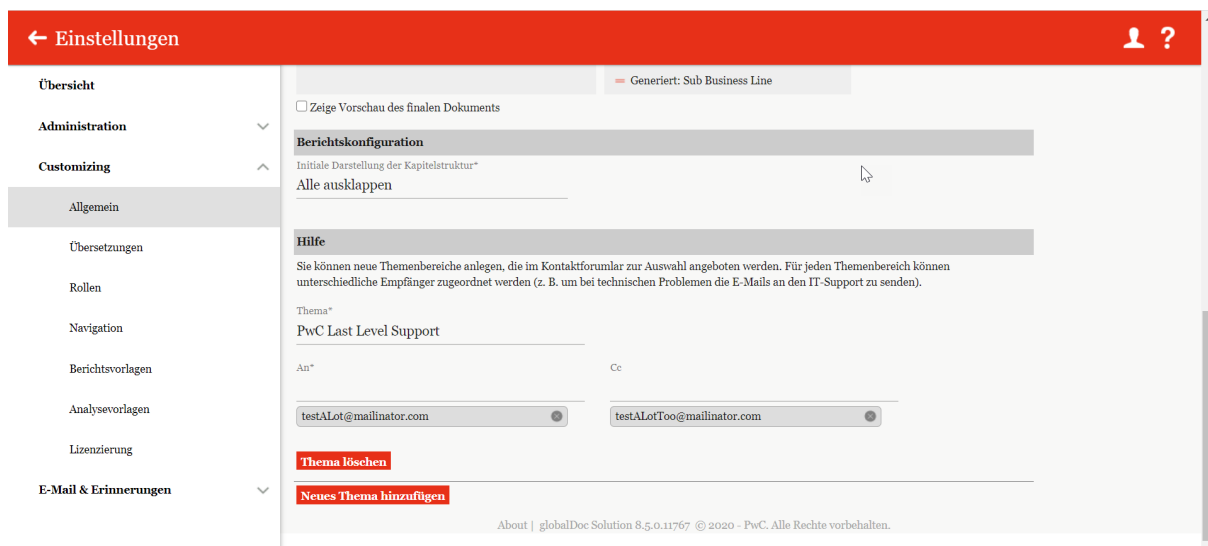 Einstellungen
?
Übersicht
Administration
Customizing
Allgemein
Übersetzungen
Rollen
Navigation
Berichtsvorlagen
Analysevorlagen
Lizenzierung
E-Mail & Erinnerungen
Generiert: Sub Business Line
Zeige Vorschau des finalen Dokuments
Berichtskonfiguration
Initiale Darstellung der Kapitelstruktur*
Alle ausklappen
Hilfe
Sie können neue Themenbereiche anlegen, die im Kontaktforumlar zur Auswahl angeboten werden. Für jeden Themenbereich können
unterschiedliche Empfänger zugeordnet werden (z. B. um bei technischen Problemen die E-Mails an den IT-Support zu senden).
Thema*
PwC Last Level Support
An* Cc
testALot@mailinator.com testALotToo@mailinator.com
Thema löschen
Neues Thema hinzufügen
About | globalDoc Solution 8.5.0.11767 © 2020 - PwC. Alle Rechte vorbehalten.